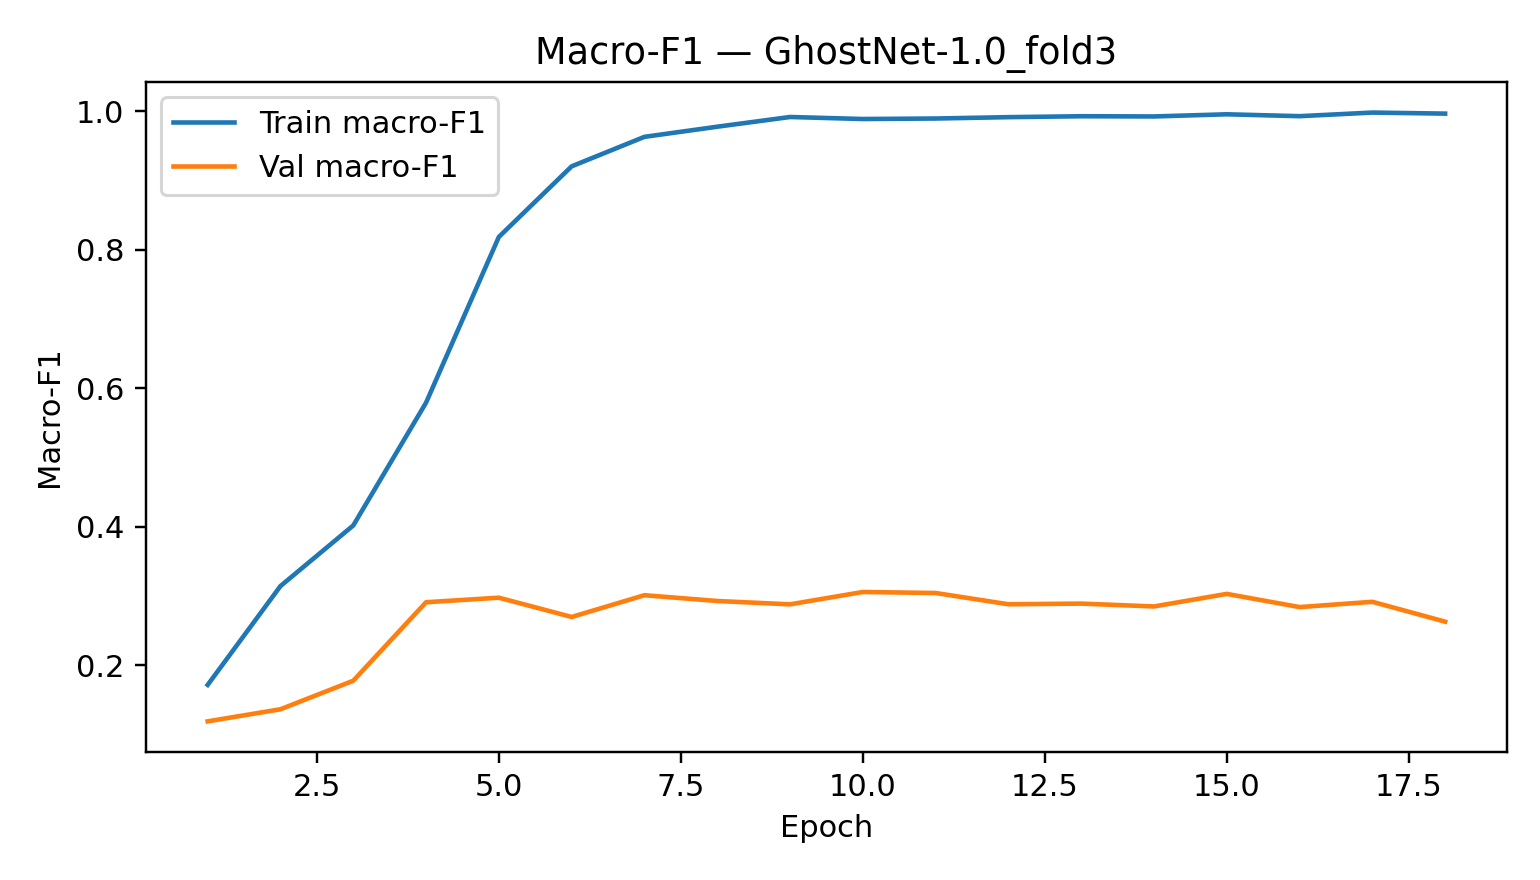 Macro-F1 — GhostNet-1.0_fold3
Train macro-F1
Val macro-F1
Macro-F1
1.0
0.8
0.6
0.4
0.2
2.5 5.0 7.5 10.0 12.5 15.0 17.5
Epoch